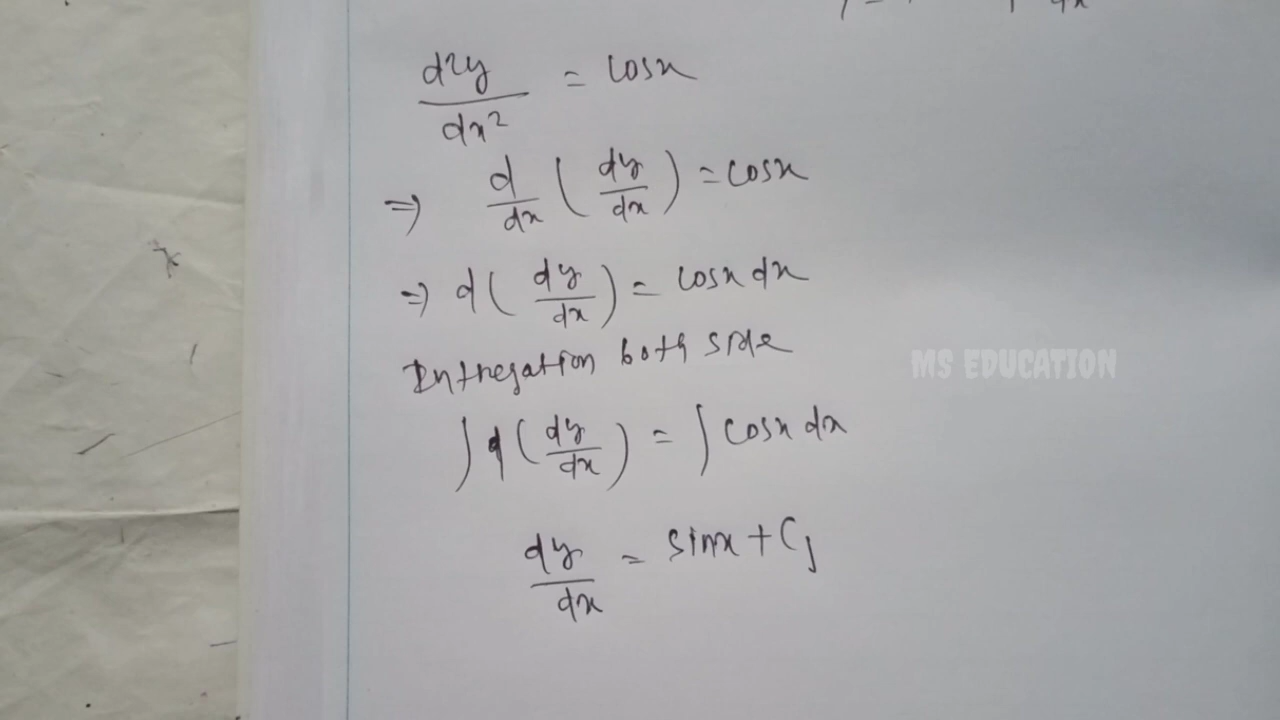 d²y/dx² = cosx
⇒ d/dx (dy/dx) = cosx
⇒ d(dy/dx) = cosx dx
Intregation both side
MS EDUCATION
∫d(dy/dx) = ∫cosx dx
dy/dx = sinx + C₁